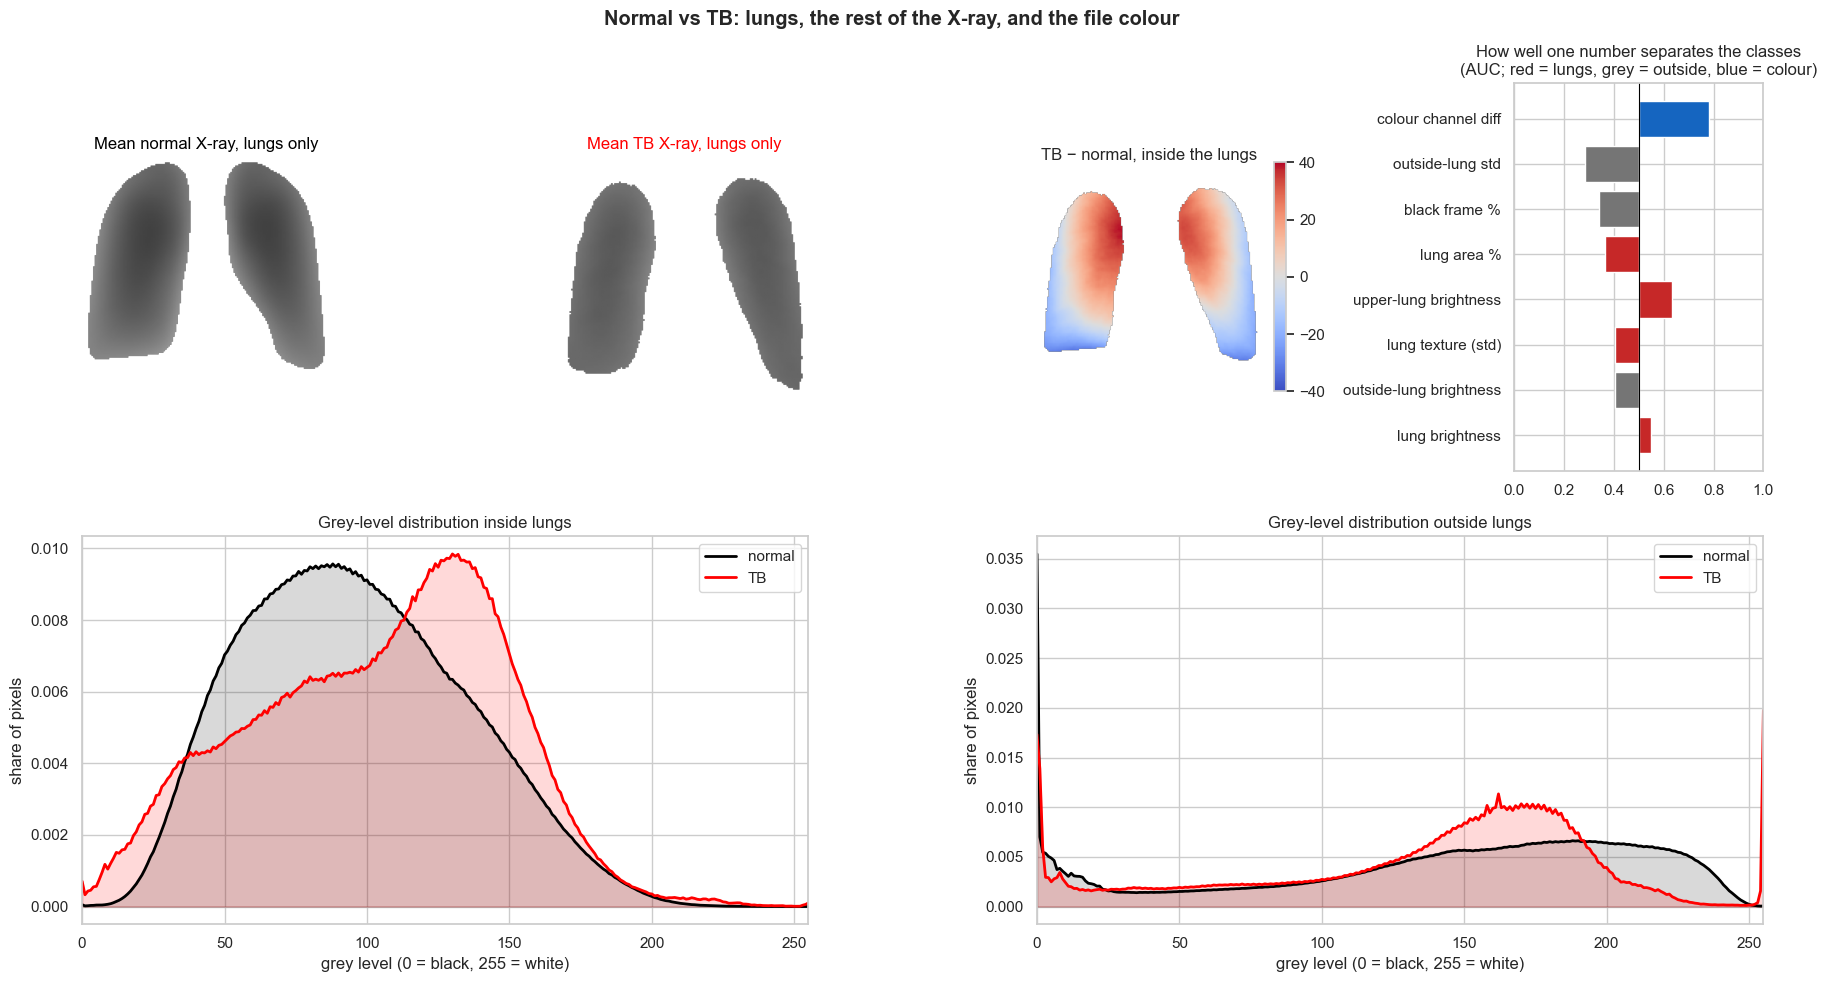 Normal vs TB: lungs, the rest of the X-ray, and the file colour
Mean normal X-ray, lungs only
Mean TB X-ray, lungs only
TB − normal, inside the lungs
40
20
0
−20
−40
How well one number separates the classes
(AUC; red = lungs, grey = outside, blue = colour)
colour channel diff
outside-lung std
black frame %
lung area %
upper-lung brightness
lung texture (std)
outside-lung brightness
lung brightness
0.0 0.2 0.4 0.6 0.8 1.0
Grey-level distribution inside lungs
normal
TB
share of pixels
0.010
0.008
0.006
0.004
0.002
0.000
0 50 100 150 200 250
grey level (0 = black, 255 = white)
Grey-level distribution outside lungs
normal
TB
share of pixels
0.035
0.030
0.025
0.020
0.015
0.010
0.005
0.000
0 50 100 150 200 250
grey level (0 = black, 255 = white)